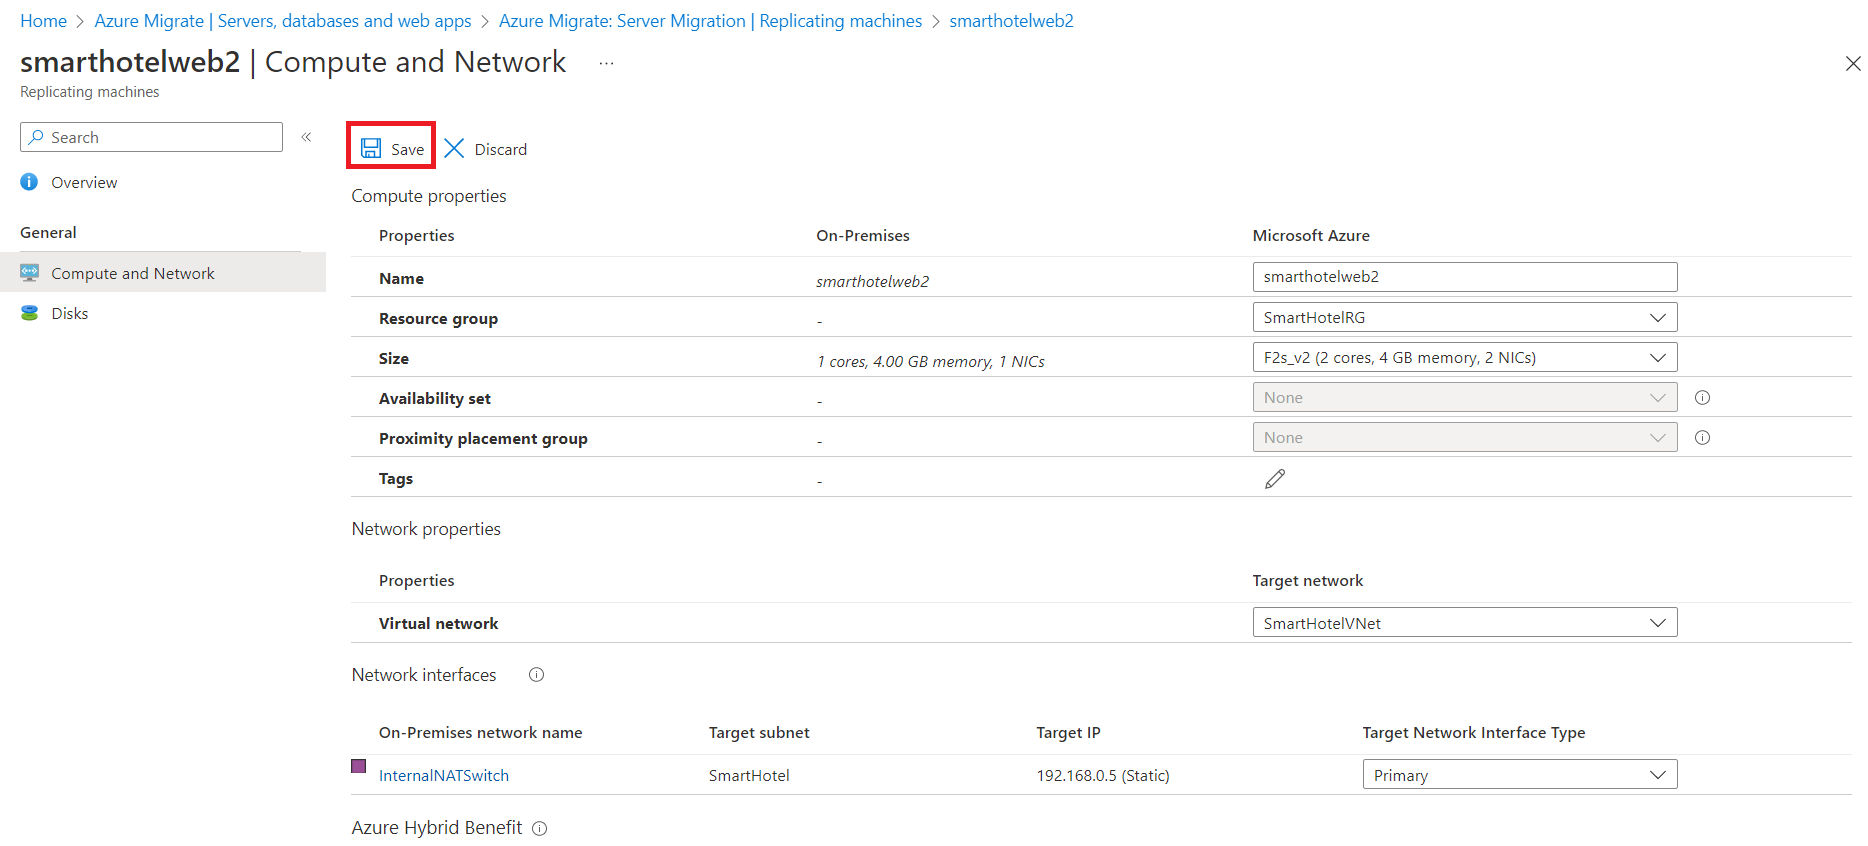 Home > Azure Migrate | Servers, databases and web apps > Azure Migrate: Server Migration | Replicating machines > smarthotelweb2
smarthotelweb2 | Compute and Network ...
Replicating machines
Search «
Save Discard
Overview
General
Compute and Network
Disks
Compute properties
Properties On-Premises Microsoft Azure
Name smarthotelweb2 smarthotelweb2
Resource group - SmartHotelRG
Size 1 cores, 4.00 GB memory, 1 NICs F2s_v2 (2 cores, 4 GB memory, 2 NICs)
Availability set - None
Proximity placement group - None
Tags -
Network properties
Properties Target network
Virtual network SmartHotelVNet
Network interfaces
On-Premises network name Target subnet Target IP Target Network Interface Type
InternalNATSwitch SmartHotel 192.168.0.5 (Static) Primary
Azure Hybrid Benefit